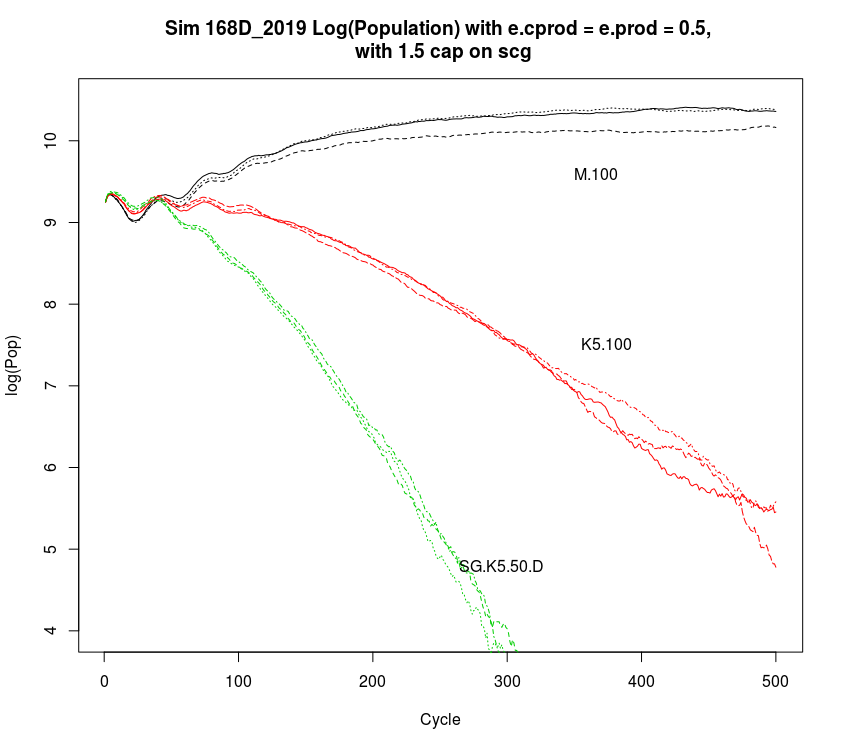 Sim 168D_2019 Log(Population) with e.cprod = e.prod = 0.5,
with 1.5 cap on scg
10
9
8
7
6
5
4
log(Pop)
M.100
K5.100
SG.K5.50.D
0 100 200 300 400 500
Cycle